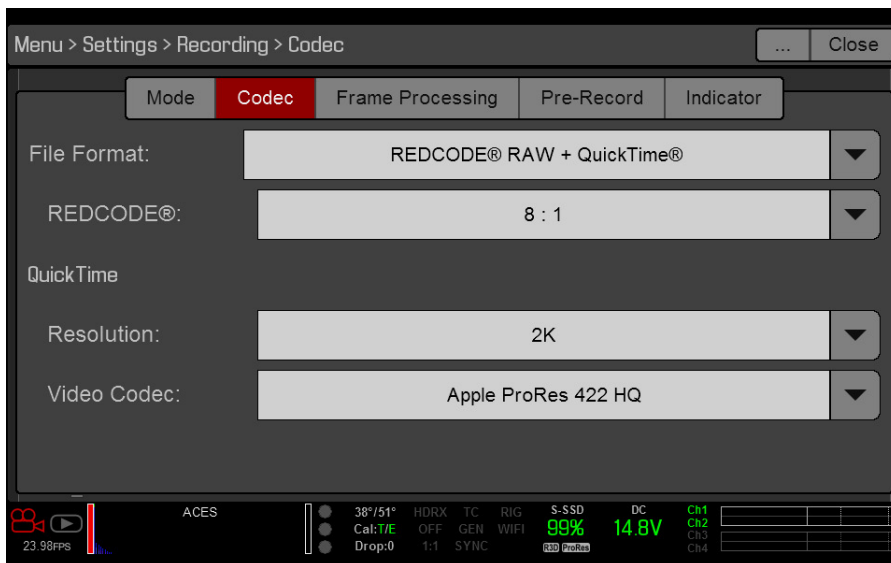 Menu > Settings > Recording > Codec ... Close
Mode Codec Frame Processing Pre-Record Indicator
File Format: REDCODE® RAW + QuickTime®
REDCODE®: 8 : 1
QuickTime
Resolution: 2K
Video Codec: Apple ProRes 422 HQ
ACES 38°/51° HDRX TC RIG S-SSD DC Ch1
Cal:T/E OFF GEN WIFI 99% 14.8V Ch2
23.98FPS Drop:0 1:1 SYNC R3D ProRes Ch3
Ch4